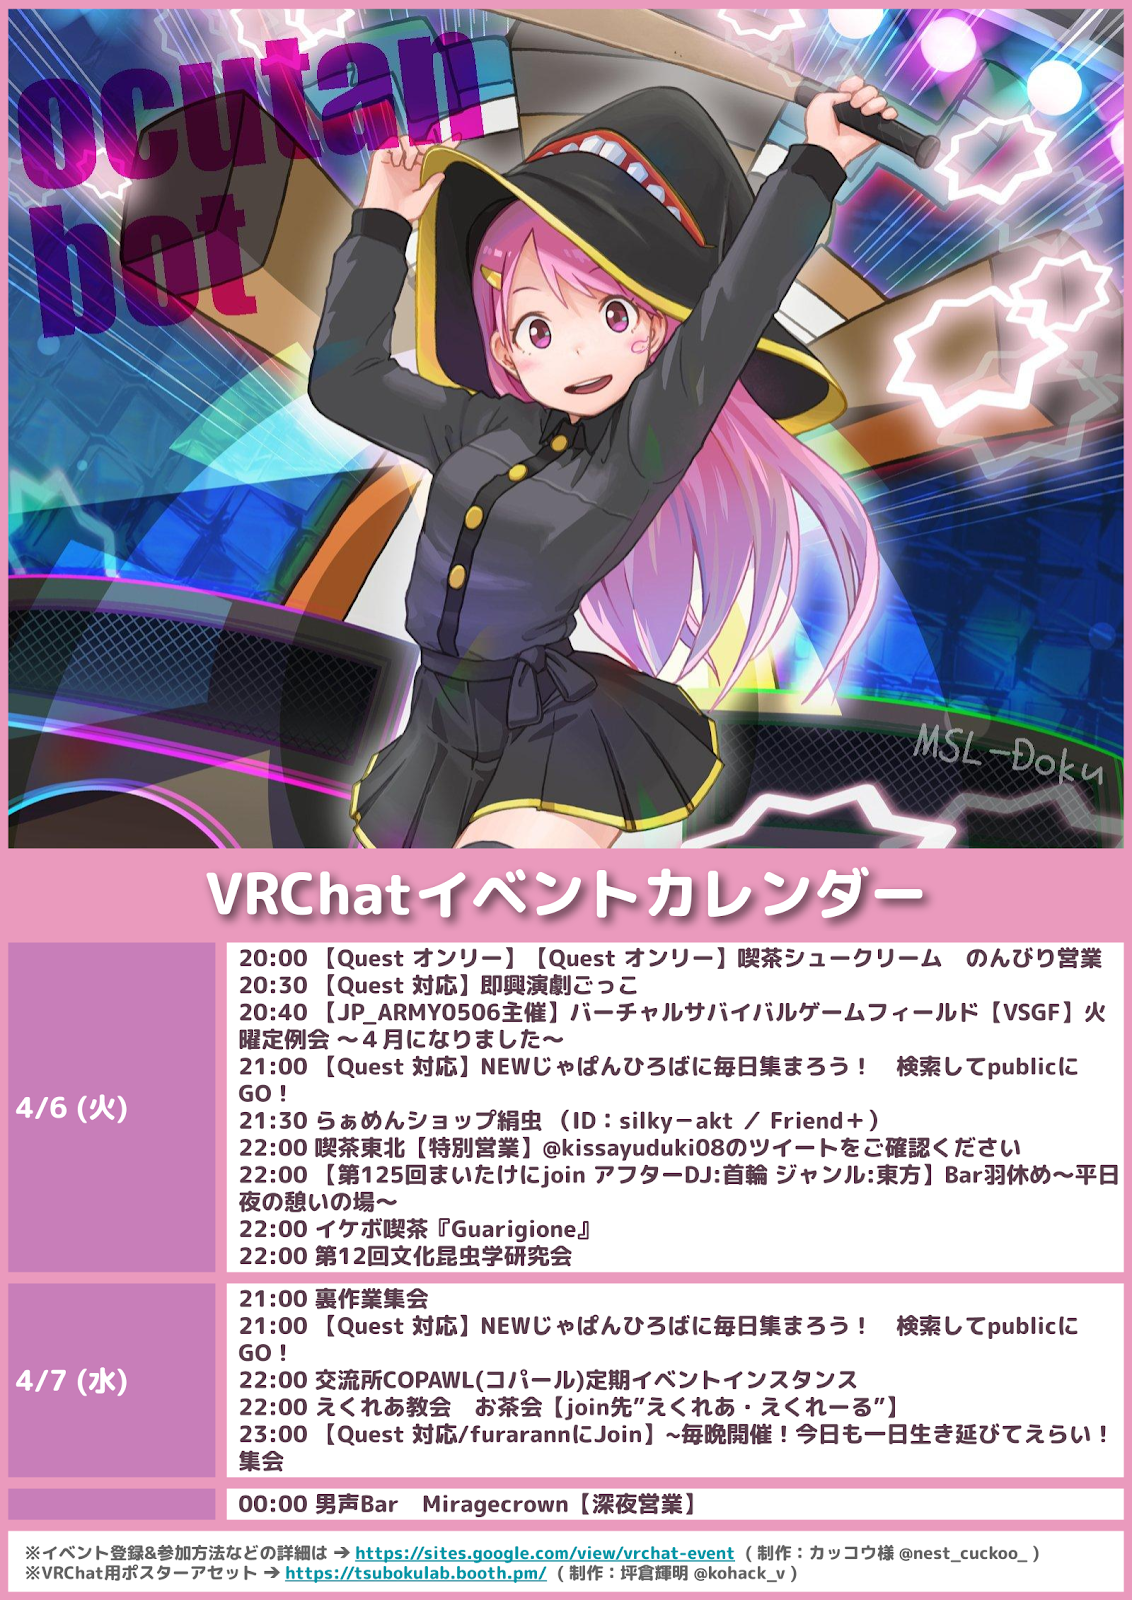 ocutan
bot
MSL-Doku
VRChatイベントカレンダー
4/6 (火)
20:00 【Quest オンリー】【Quest オンリー】喫茶シュークリーム　のんびり営業
20:30 【Quest 対応】即興演劇ごっこ
20:40 【JP_ARMY0506主催】バーチャルサバイバルゲームフィールド【VSGF】火
曜定例会 〜４月になりました〜
21:00 【Quest 対応】NEWじゃぱんひろばに毎日集まろう！　検索してpublicに
GO！
21:30 らぁめんショップ絹虫 （ID：silky－akt ／ Friend＋）
22:00 喫茶東北【特別営業】@kissayuduki08のツイートをご確認ください
22:00 【第125回まいたけにjoin アフターDJ:首輪 ジャンル:東方】Bar羽休め〜平日
夜の憩いの場〜
22:00 イケボ喫茶『Guarigione』
22:00 第12回文化昆虫学研究会
4/7 (水)
21:00 裏作業集会
21:00 【Quest 対応】NEWじゃぱんひろばに毎日集まろう！　検索してpublicに
GO！
22:00 交流所COPAWL(コパール)定期イベントインスタンス
22:00 えくれあ教会　お茶会【join先”えくれあ・えくれーる”】
23:00 【Quest 対応/furarannにJoin】~毎晩開催！今日も一日生き延びてえらい！
集会
00:00 男声Bar　Miragecrown【深夜営業】
※イベント登録&参加方法などの詳細は ➔ https://sites.google.com/view/vrchat-event （ 制作：カッコウ様 @nest_cuckoo_ ）
※VRChat用ポスターアセット ➔ https://tsubokulab.booth.pm/ （ 制作：坪倉輝明 @kohack_v ）